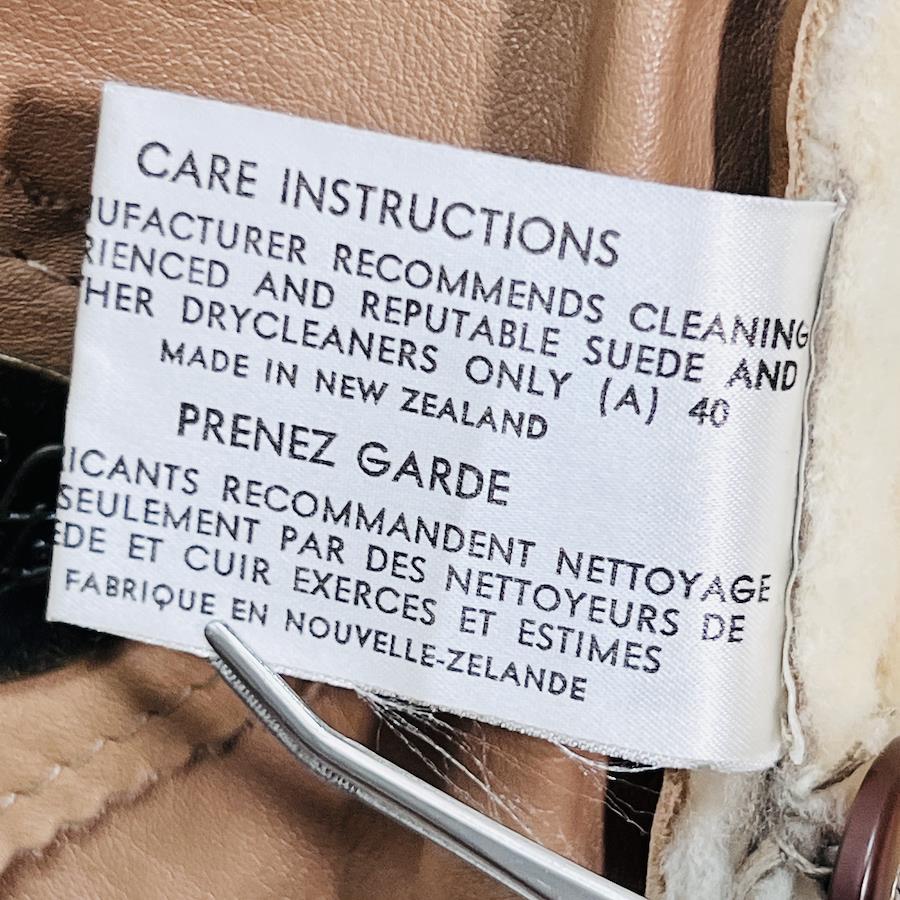 CARE INSTRUCTIONS
UFACTURER RECOMMENDS CLEANING
RIENCED AND REPUTABLE SUEDE AND
HER DRYCLEANERS ONLY (A) 40
MADE IN NEW ZEALAND
PRENEZ GARDE
ICANTS RECOMMANDENT NETTOYAGE
SEULEMENT PAR DES NETTOYEURS DE
EDE ET CUIR EXERCES ET ESTIMES
FABRIQUE EN NOUVELLE-ZELANDE